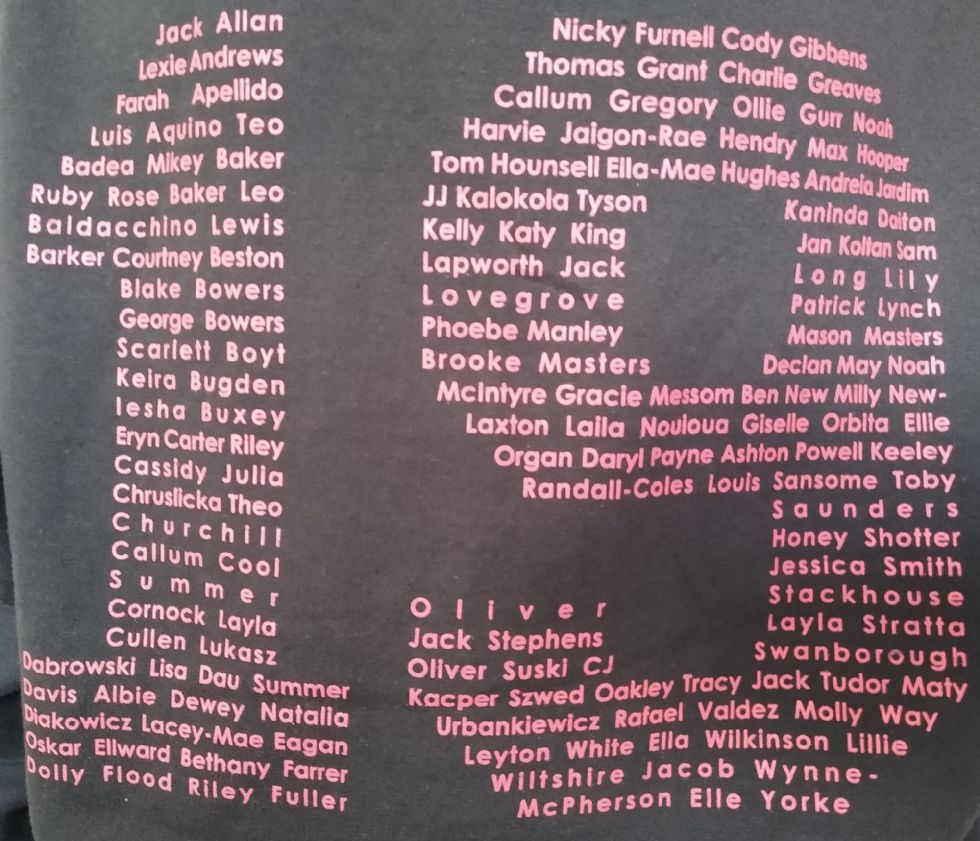 Jack Allan
Lexie Andrews
Farah Apellido
Luis Aquino Teo
Badea Mikey Baker
Ruby Rose Baker Leo
Baldacchino Lewis
Barker Courtney Beston
Blake Bowers
George Bowers
Scarlett Boyt
Keira Bugden
Iesha Buxey
Eryn Carter Riley
Cassidy Julia
Chruslicka Theo
Churchill
Callum Cool
Summer
Cornock Layla
Cullen Lukasz
Dabrowski Lisa Dau Summer
Davis Albie Dewey Natalia
Diakowicz Lacey-Mae Eagan
Oskar Ellward Bethany Farrer
Dolly Flood Riley Fuller
Nicky Furnell Cody Gibbens
Thomas Grant Charlie Greaves
Callum Gregory Ollie Gurr Noah
Harvie Jaigon-Rae Hendry Max Hooper
Tom Hounsell Ella-Mae Hughes Andreia Jardim
JJ Kalokola Tyson Kaninda Daiton
Kelly Katy King Jan Koltan Sam
Lapworth Jack Long Lily
Lovegrove Patrick Lynch
Phoebe Manley Mason Masters
Brooke Masters Declan May Noah
McIntyre Gracie Messom Ben New Milly New-
Laxton Laila Nouloua Giselle Orbita Ellie
Organ Daryl Payne Ashton Powell Keeley
Randall-Coles Louis Sansome Toby
Saunders
Honey Shotter
Jessica Smith
Oliver Stackhouse
Jack Stephens Layla Stratta
Oliver Suski CJ Swanborough
Kacper Szwed Oakley Tracy Jack Tudor Maty
Urbankiewicz Rafael Valdez Molly Way
Leyton White Ella Wilkinson Lillie
Wiltshire Jacob Wynne-
McPherson Elle Yorke